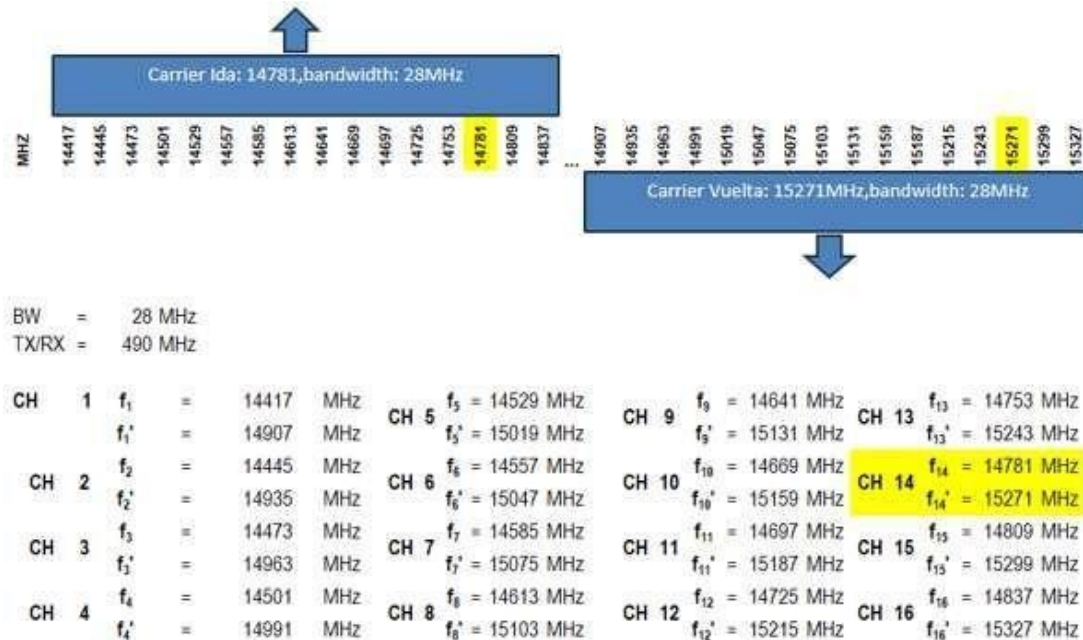 Carrier Ida: 14781,bandwidth: 28MHz
MHZ 14417 14445 14473 14501 14529 14557 14585 14613 14641 14669 14697 14725 14753 14781 14809 14837 ... 14907 14935 14963 14991 15019 15047 15075 15103 15131 15159 15187 15215 15243 15271 15299 15327
Carrier Vuelta: 15271MHz,bandwidth: 28MHz
BW = 28 MHz
TX/RX = 490 MHz
CH 1 f1 = 14417 MHz
f1' = 14907 MHz
CH 2 f2 = 14445 MHz
f2' = 14935 MHz
CH 3 f3 = 14473 MHz
f3' = 14963 MHz
CH 4 f4 = 14501 MHz
f4' = 14991 MHz
CH 5 f5 = 14529 MHz
f5' = 15019 MHz
CH 6 f6 = 14557 MHz
f6' = 15047 MHz
CH 7 f7 = 14585 MHz
f7' = 15075 MHz
CH 8 f8 = 14613 MHz
f8' = 15103 MHz
CH 9 f9 = 14641 MHz
f9' = 15131 MHz
CH 10 f10 = 14669 MHz
f10' = 15159 MHz
CH 11 f11 = 14697 MHz
f11' = 15187 MHz
CH 12 f12 = 14725 MHz
f12' = 15215 MHz
CH 13 f13 = 14753 MHz
f13' = 15243 MHz
CH 14 f14 = 14781 MHz
f14' = 15271 MHz
CH 15 f15 = 14809 MHz
f15' = 15299 MHz
CH 16 f16 = 14837 MHz
f16' = 15327 MHz